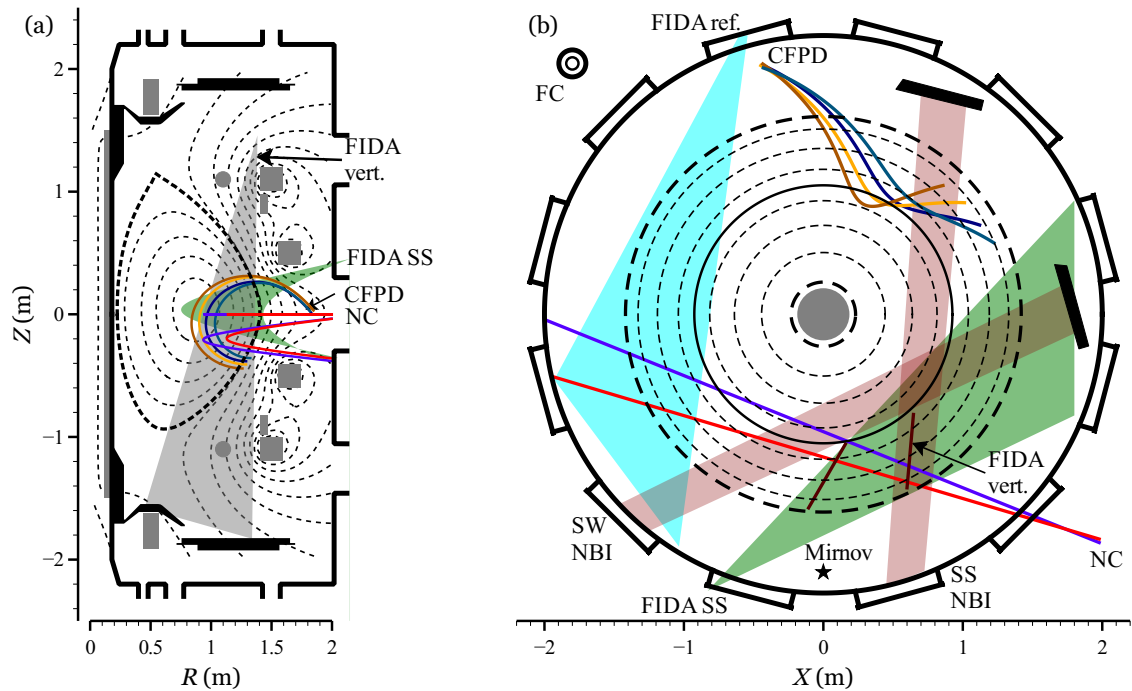 (a)
2
1
0
−1
−2
Z (m)
FIDA
vert.
FIDA SS
CFPD
NC
0
0.5
1
1.5
2
R (m)
(b)
FIDA ref.
CFPD
FC
FIDA
vert.
SW
NBI
Mirnov
NC
FIDA SS
SS
NBI
−2
−1
0
1
2
X (m)